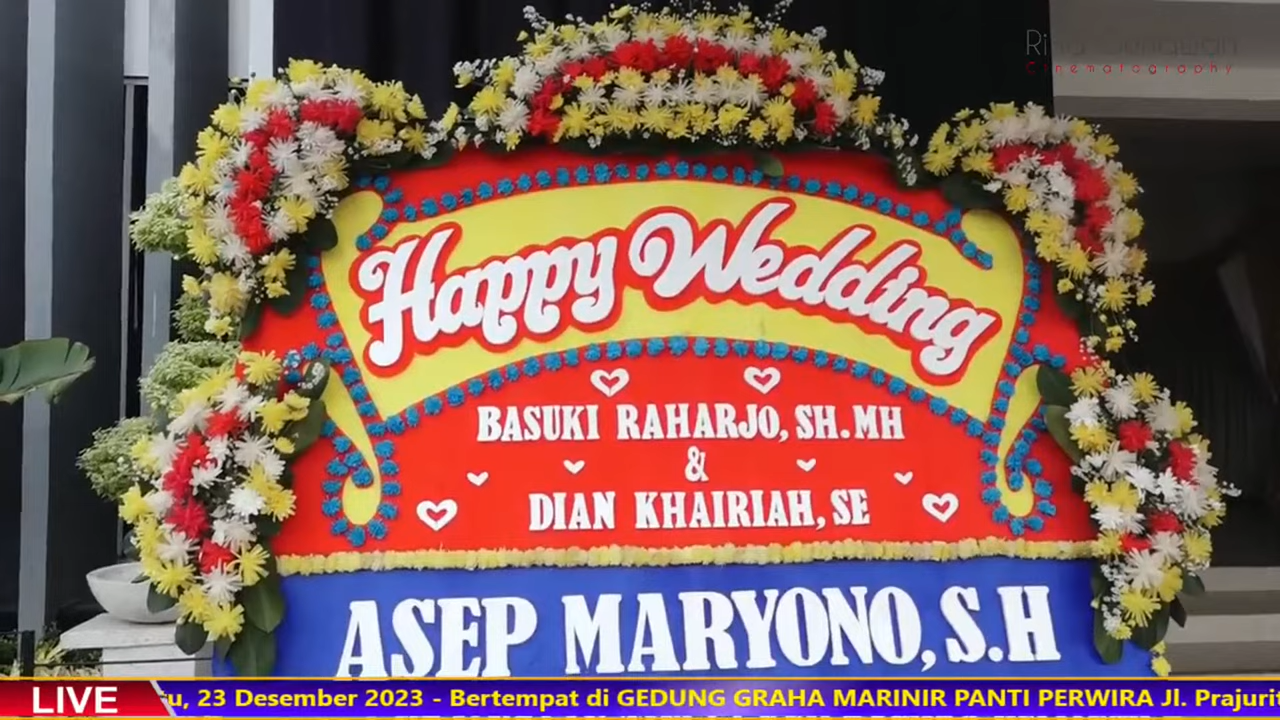 Cinematography
Happy Wedding
BASUKI RAHARJO, SH.MH
&
DIAN KHAIRIAH, SE
ASEP MARYONO, S.H
LIVE
23 Desember 2023 - Bertempat di GEDUNG GRAHA MARINIR PANTI PERWIRA Jl.